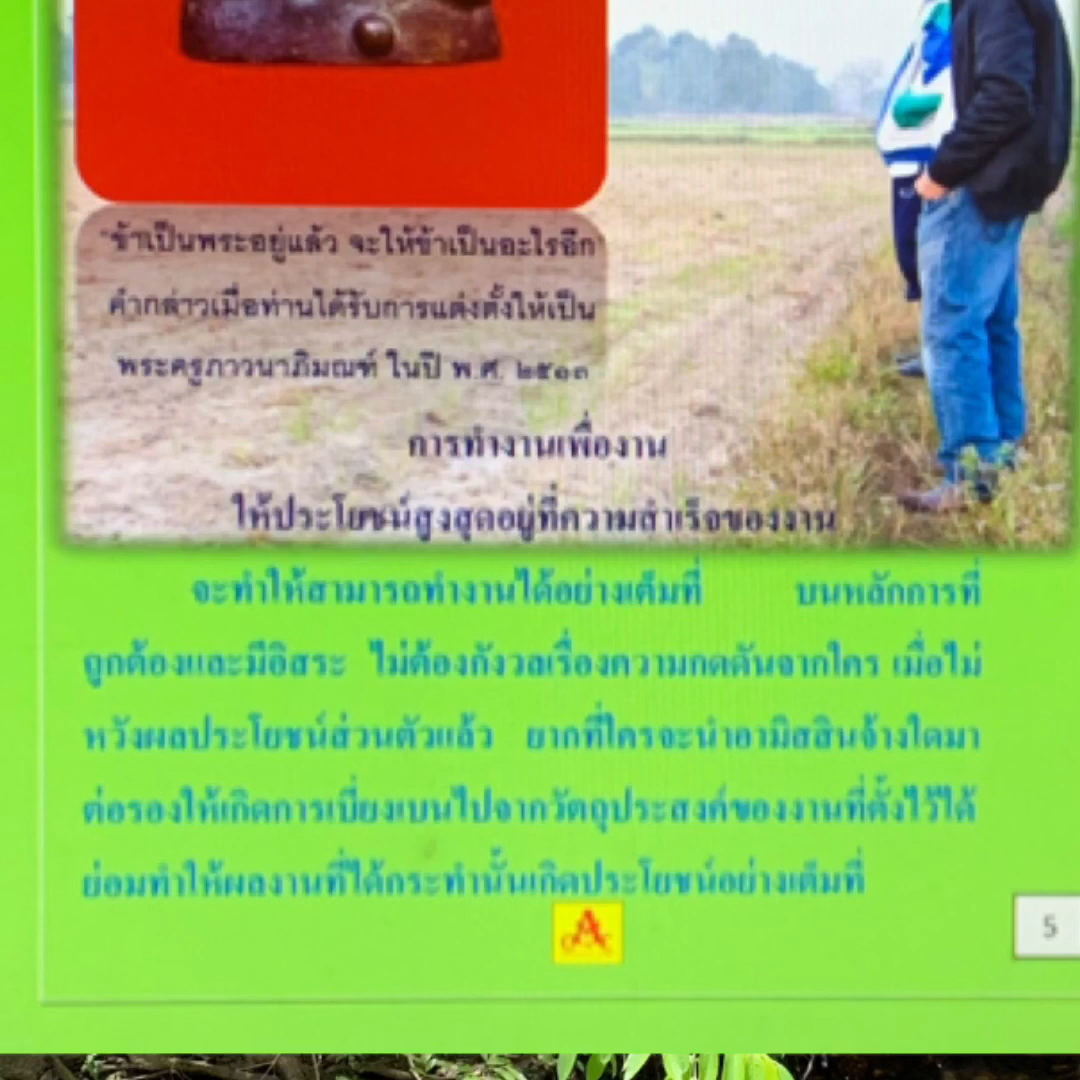 "ข้าเป็นพระอยู่แล้ว จะให้ข้าเป็นอะไรอีก"
คำกล่าวเมื่อท่านได้รับการแต่งตั้งให้เป็น
พระครูภาวนาภิมณฑ์ ในปี พ.ศ. ๒๕๑๓
การทำงานเพื่องาน
ให้ประโยชน์สูงสุดอยู่ที่ความสำเร็จของงาน
จะทำให้สามารถทำงานได้อย่างเต็มที่ บนหลักการที่
ถูกต้องและมีอิสระ ไม่ต้องกังวลเรื่องความกดดันจากใคร เมื่อไม่
หวังผลประโยชน์ส่วนตัวแล้ว ยากที่ใครจะนำอามิสสินจ้างใดมา
ต่อรองให้เกิดการเบี่ยงเบนไปจากวัตถุประสงค์ของงานที่ตั้งไว้ได้
ย่อมทำให้ผลงานที่ได้กระทำนั้นเกิดประโยชน์อย่างเต็มที่
A
5